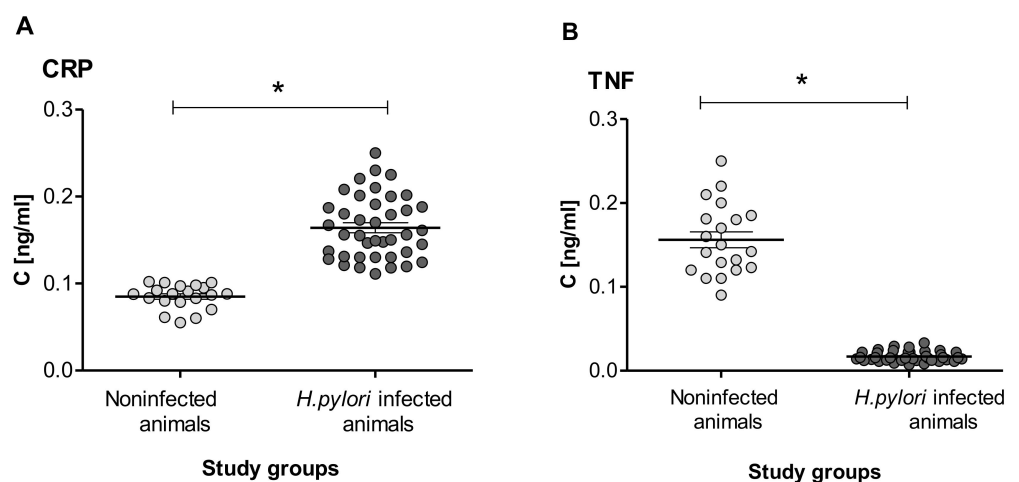 A
CRP
*
0.3
0.2
0.1
0.0
C [ng/ml]
Noninfected
animals
H.pylori infected
animals
Study groups
B
TNF
*
0.3
0.2
0.1
0.0
C [ng/ml]
Noninfected
animals
H.pylori infected
animals
Study groups